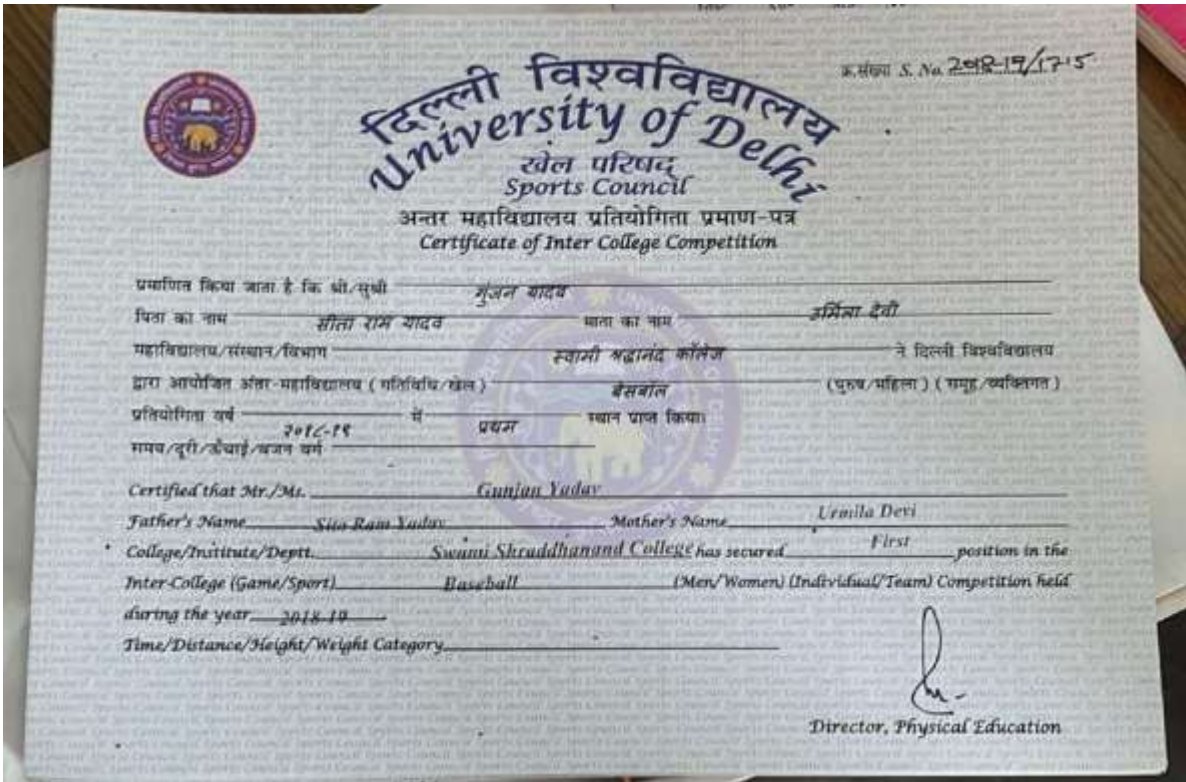 क्र.संख्या S. No. 2018-19/1715
दिल्ली विश्वविद्यालय
University of Delhi
खेल परिषद्
Sports Council
अन्तर महाविद्यालय प्रतियोगिता प्रमाण-पत्र
Certificate of Inter College Competition
प्रमाणित किया जाता है कि श्री/सुश्री गुंजन यादव
पिता का नाम सीता राम यादव माता का नाम उर्मिला देवी
महाविद्यालय/संस्थान/विभाग स्वामी श्रद्धानंद कॉलेज ने दिल्ली विश्वविद्यालय
द्वारा आयोजित अंतर-महाविद्यालय (गतिविधि/खेल) बेसबॉल (पुरुष/महिला) (समूह/व्यक्तिगत)
प्रतियोगिता वर्ष २०१८-१९ में प्रथम स्थान प्राप्त किया।
समय/दूरी/ऊँचाई/वजन वर्ग
Certified that Mr./Ms. Gunjan Yadav
Father's Name Sita Ram Yadav Mother's Name Urmila Devi
College/Institute/Deptt. Swami Shraddhanand College has secured First position in the
Inter-College (Game/Sport) Baseball (Men/Women) (Individual/Team) Competition held
during the year 2018-19
Time/Distance/Height/Weight Category
Director, Physical Education